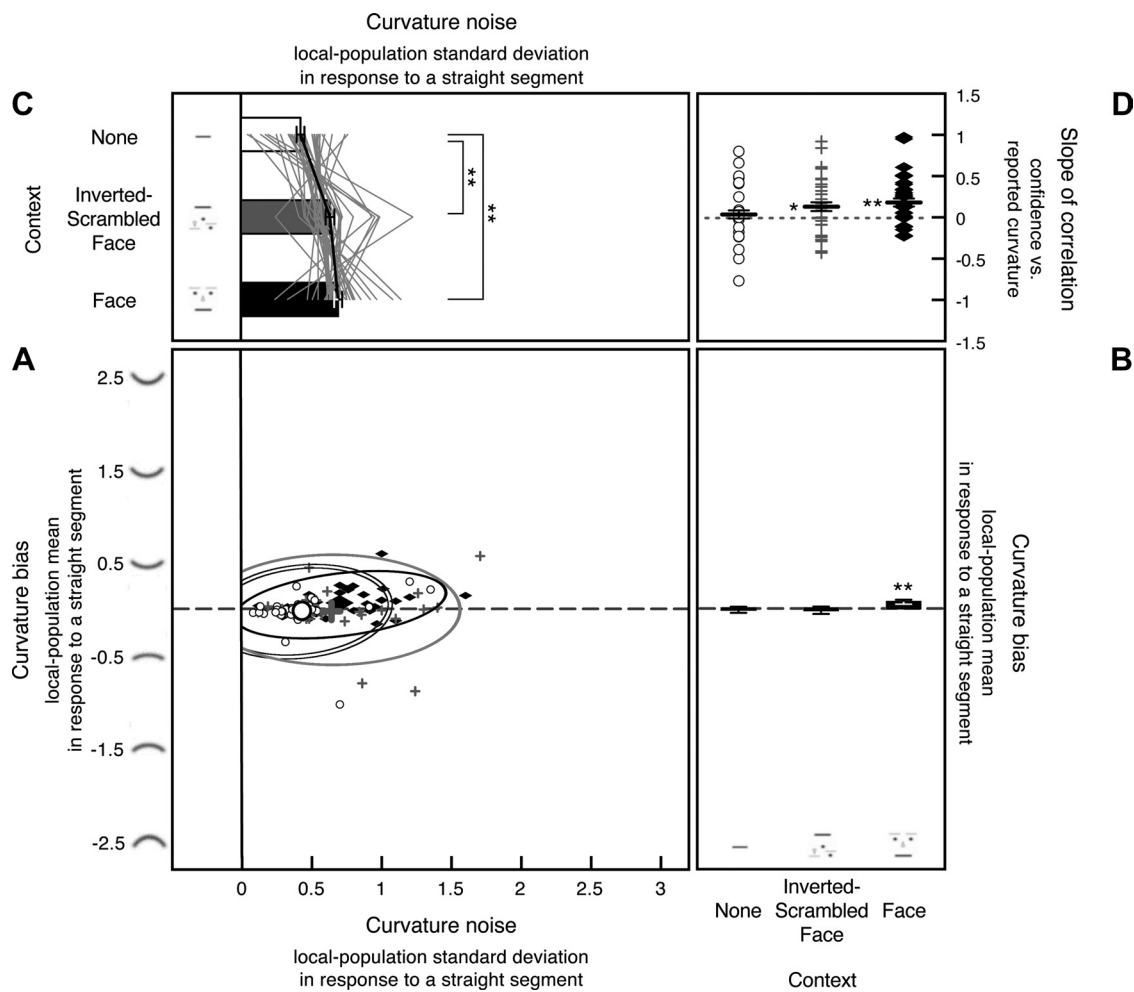 Curvature noise
local-population standard deviation
in response to a straight segment
C
D
None
Inverted-
Scrambled
Face
Face
Context
**
**
*
**
1.5
1
0.5
0
-0.5
-1
-1.5
Slope of correlation
confidence vs.
reported curvature
A
B
2.5
1.5
0.5
-0.5
-1.5
-2.5
Curvature bias
local-population mean
in response to a straight segment
**
Curvature bias
local-population mean
in response to a straight segment
0
0.5
1
1.5
2
2.5
3
Curvature noise
local-population standard deviation
in response to a straight segment
None
Inverted-
Scrambled
Face
Face
Context